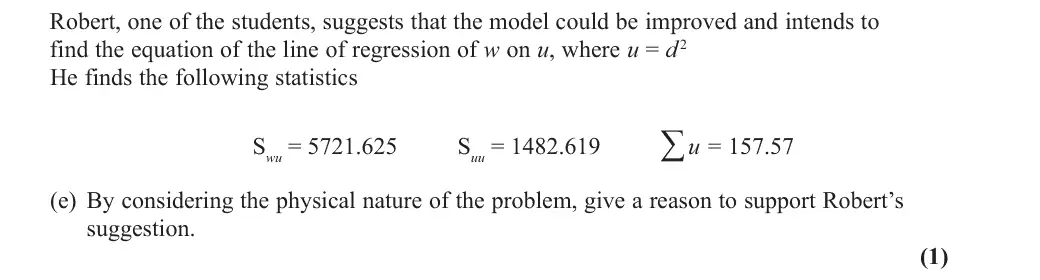 Robert, one of the students, suggests that the model could be improved and intends to
find the equation of the line of regression of w on u, where u = d²
He finds the following statistics
S_wu = 5721.625 S_uu = 1482.619 ∑u = 157.57
(e) By considering the physical nature of the problem, give a reason to support Robert’s
suggestion.
(1)